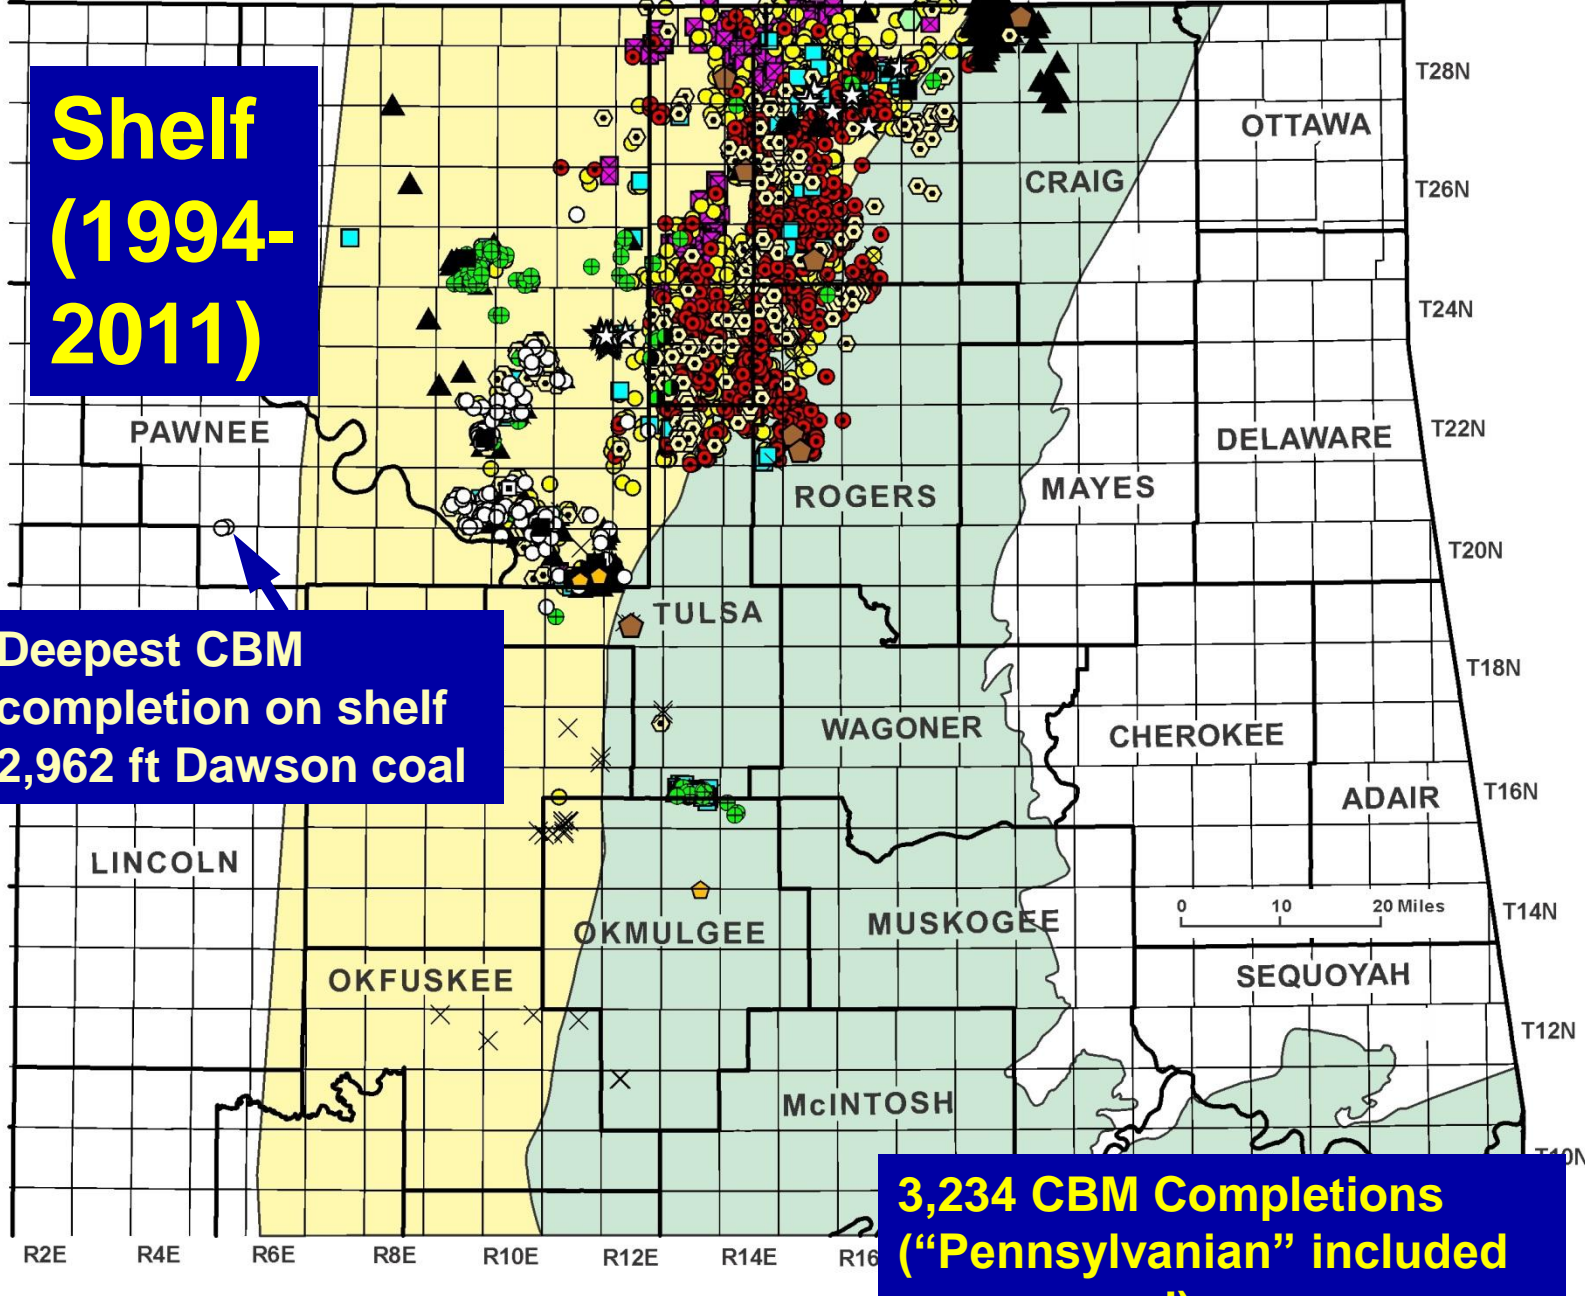 Shelf
(1994-
2011)
T28N
OTTAWA
CRAIG
T26N
T24N
PAWNEE
T22N
DELAWARE
ROGERS
MAYES
T20N
Deepest CBM
completion on shelf
2,962 ft Dawson coal
TULSA
T18N
WAGONER
CHEROKEE
ADAIR
T16N
LINCOLN
0 10 20 Miles
T14N
OKMULGEE
MUSKOGEE
OKFUSKEE
SEQUOYAH
T12N
McINTOSH
3,234 CBM Completions
(“Pennsylvanian” included
R2E R4E R6E R8E R10E R12E R14E R16